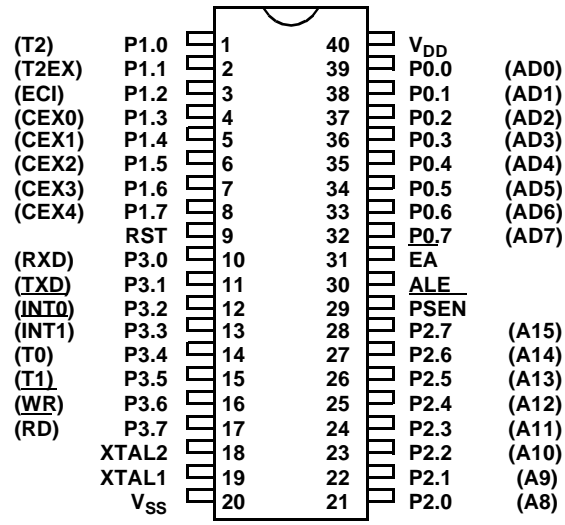 (T2) P1.0 1 40 VDD
(T2EX) P1.1 2 39 P0.0 (AD0)
(ECI) P1.2 3 38 P0.1 (AD1)
(CEX0) P1.3 4 37 P0.2 (AD2)
(CEX1) P1.4 5 36 P0.3 (AD3)
(CEX2) P1.5 6 35 P0.4 (AD4)
(CEX3) P1.6 7 34 P0.5 (AD5)
(CEX4) P1.7 8 33 P0.6 (AD6)
RST 9 32 P0.7 (AD7)
(RXD) P3.0 10 31 EA
(TXD) P3.1 11 30 ALE
(INT0) P3.2 12 29 PSEN
(INT1) P3.3 13 28 P2.7 (A15)
(T0) P3.4 14 27 P2.6 (A14)
(T1) P3.5 15 26 P2.5 (A13)
(WR) P3.6 16 25 P2.4 (A12)
(RD) P3.7 17 24 P2.3 (A11)
XTAL2 18 23 P2.2 (A10)
XTAL1 19 22 P2.1 (A9)
VSS 20 21 P2.0 (A8)